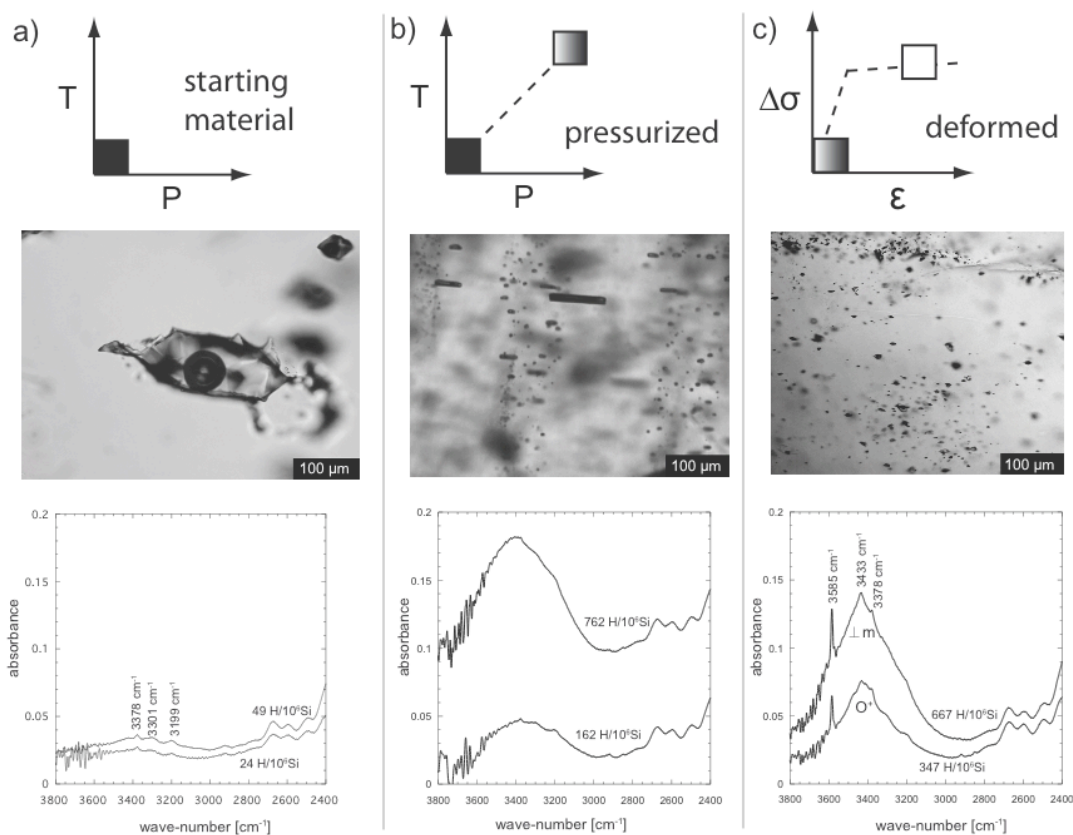 a)
T
starting
material
P
b)
T
pressurized
P
c)
Δσ
deformed
ε
100 µm
100 µm
100 µm
0.2
0.15
0.1
0.05
0
absorbance
3378 cm⁻¹
3301 cm⁻¹
3199 cm⁻¹
49 H/10⁶Si
24 H/10⁶Si
3800 3600 3400 3200 3000 2800 2600 2400
wave-number [cm⁻¹]
0.2
0.15
0.1
0.05
0
absorbance
762 H/10⁶Si
162 H/10⁶Si
3800 3600 3400 3200 3000 2800 2600 2400
wave-number [cm⁻¹]
0.2
0.15
0.1
0.05
0
absorbance
3585 cm⁻¹
3433 cm⁻¹
3378 cm⁻¹
⊥ m
O⁺
667 H/10⁶Si
347 H/10⁶Si
3800 3600 3400 3200 3000 2800 2600 2400
wave-number [cm⁻¹]